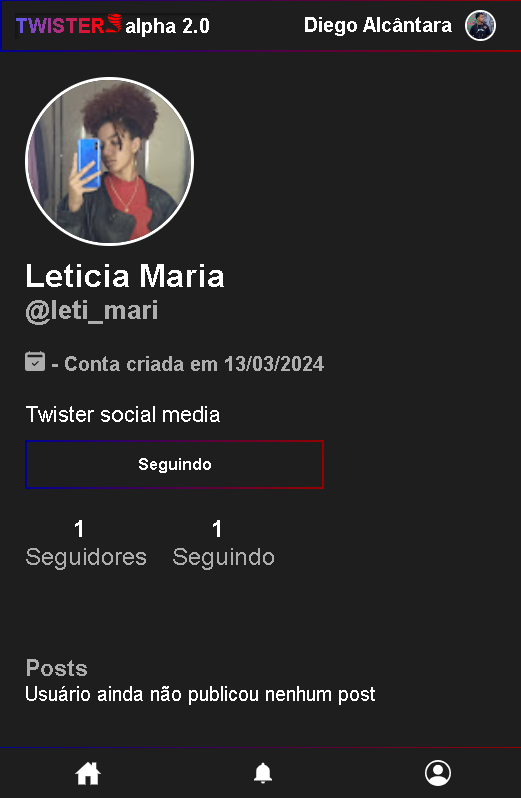 TWISTER alpha 2.0
Diego Alcântara
Leticia Maria
@leti_mari
- Conta criada em 13/03/2024
Twister social media
Seguindo
1 1
Seguidores Seguindo
Posts
Usuário ainda não publicou nenhum post